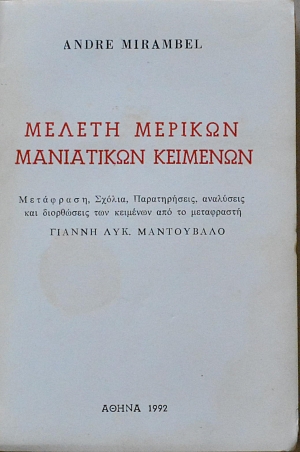 ANDRE MIRAMBEL
ΜΕΛΕΤΗ ΜΕΡΙΚΩΝ
ΜΑΝΙΑΤΙΚΩΝ ΚΕΙΜΕΝΩΝ
Μετάφραση, Σχόλια, Παρατηρήσεις, αναλύσεις
και διορθώσεις των κειμένων από το μεταφραστή
ΓΙΑΝΝΗ ΛΥΚ. ΜΑΝΤΟΥΒΑΛΟ
ΑΘΗΝΑ 1992